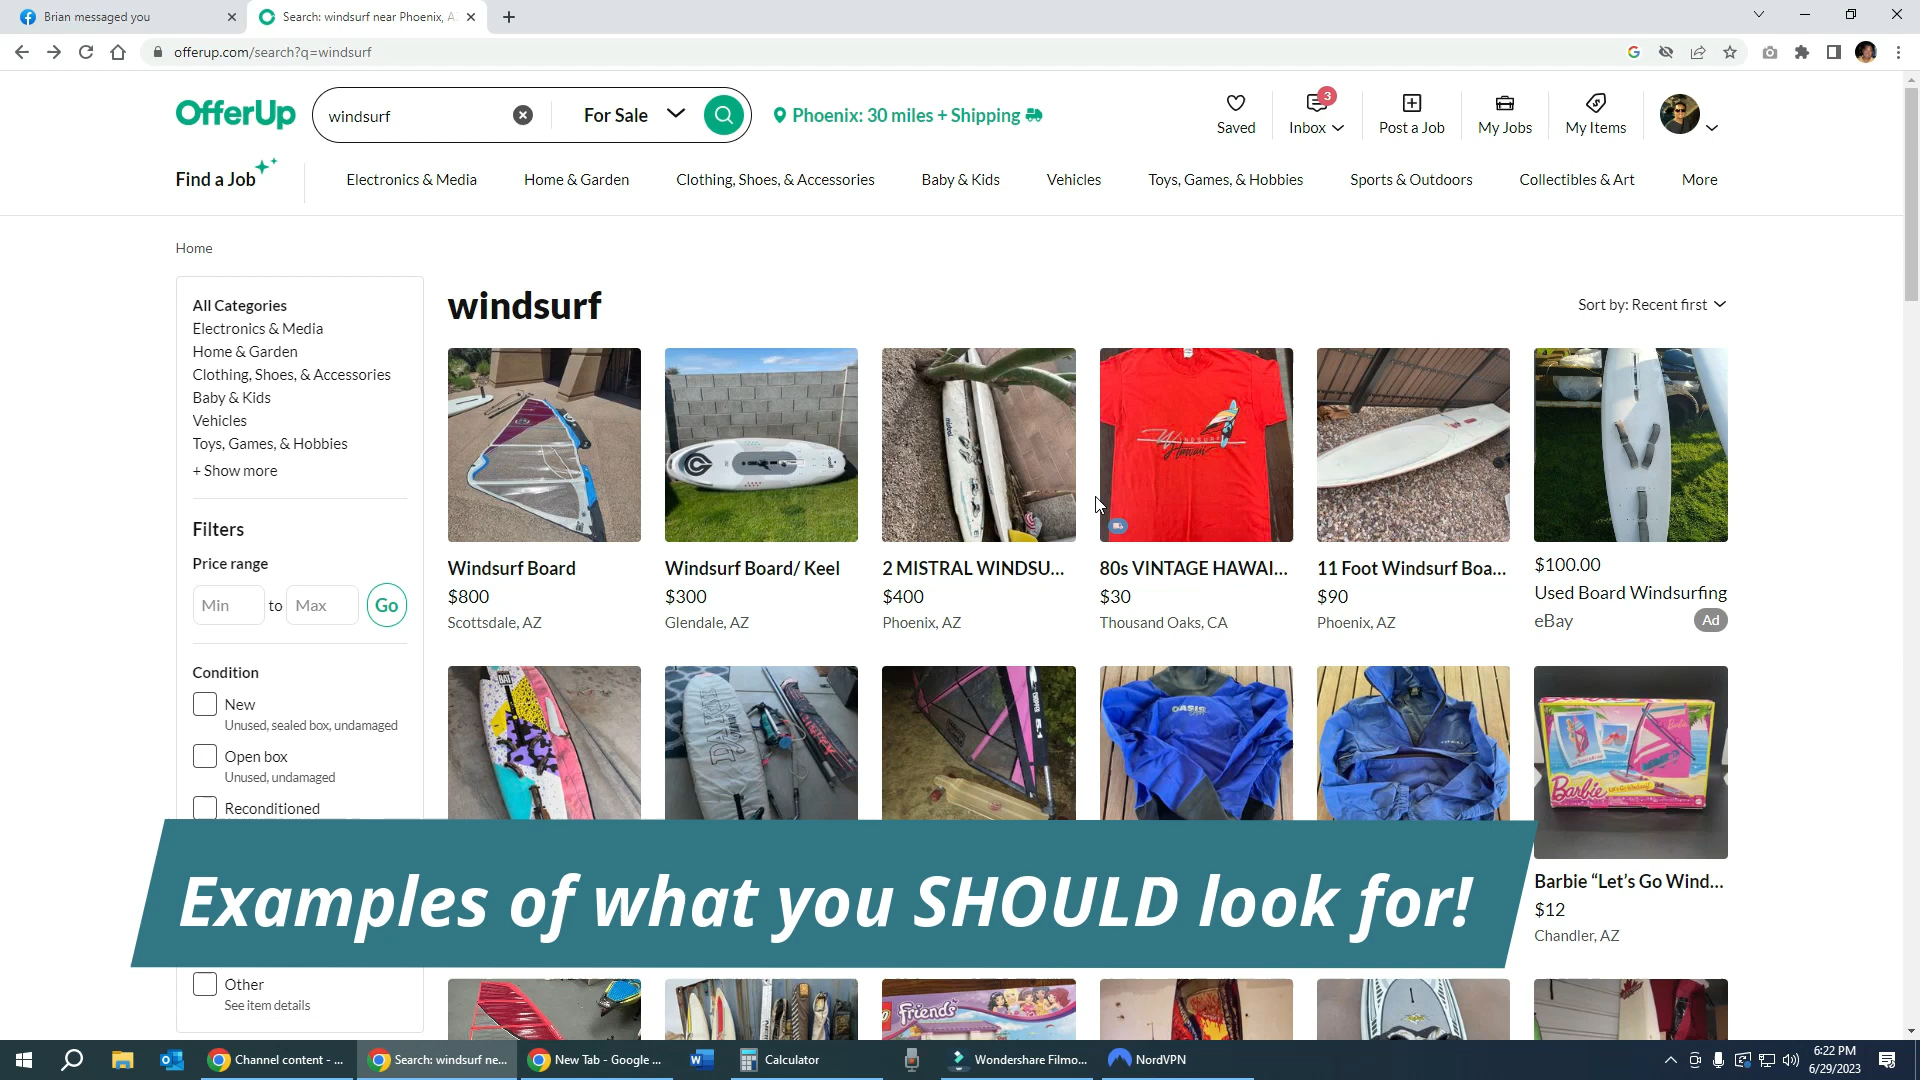 Brian messaged you
Search: windsurf near Phoenix, A
offerup.com/search?q=windsurf
OfferUp
windsurf
For Sale
Phoenix: 30 miles + Shipping
Saved
3
Inbox
Post a Job
My Jobs
My Items
Find a Job
Electronics & Media
Home & Garden
Clothing, Shoes, & Accessories
Baby & Kids
Vehicles
Toys, Games, & Hobbies
Sports & Outdoors
Collectibles & Art
More
Home
All Categories
Electronics & Media
Home & Garden
Clothing, Shoes, & Accessories
Baby & Kids
Vehicles
Toys, Games, & Hobbies
+ Show more
Filters
Price range
Min
to
Max
Go
Condition
New
Unused, sealed box, undamaged
Open box
Unused, undamaged
Reconditioned
Other
See item details
windsurf
Sort by: Recent first
Windsurf Board
$800
Scottsdale, AZ
Windsurf Board/ Keel
$300
Glendale, AZ
2 MISTRAL WINDSU...
$400
Phoenix, AZ
80s VINTAGE HAWAI...
$30
Thousand Oaks, CA
11 Foot Windsurf Boa...
$90
Phoenix, AZ
$100.00
Used Board Windsurfing
eBay
Ad
OASIS
Barbie
Barbie
Barbie “Let’s Go Wind...
$12
Chandler, AZ
Friends
Examples of what you SHOULD look for!
Channel content - ...
Search: windsurf ne...
New Tab - Google ...
Calculator
Wondershare Filmo...
NordVPN
6:22 PM
6/29/2023